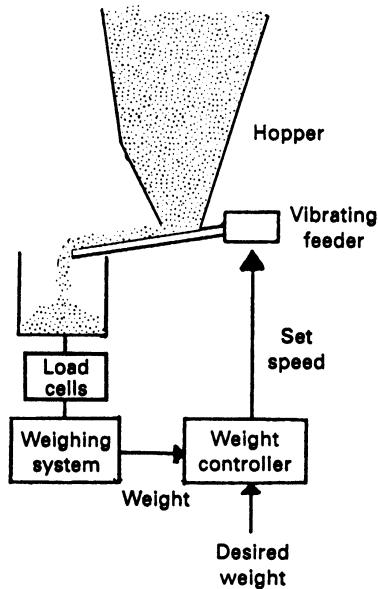 Hopper
Vibrating
feeder
Set
speed
Load
cells
Weighing
system
Weight
controller
Weight
Desired
weight